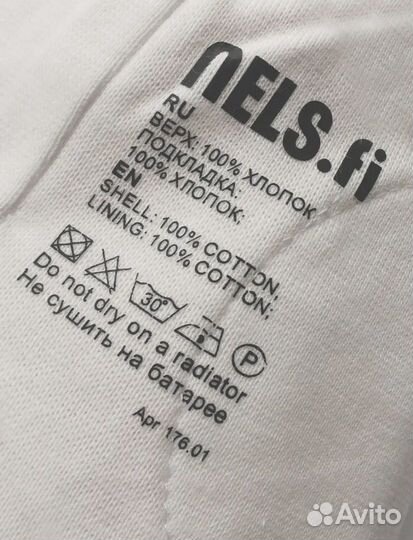 NELS.fi
RU
ВЕРХ: 100% ХЛОПОК
ПОДКЛАДКА:
100% ХЛОПОК;
EN
SHELL: 100% COTTON;
LINING: 100% COTTON;
30°
P
Do not dry on a radiator
Не сушить на батарее
Арт 176.01
Avito